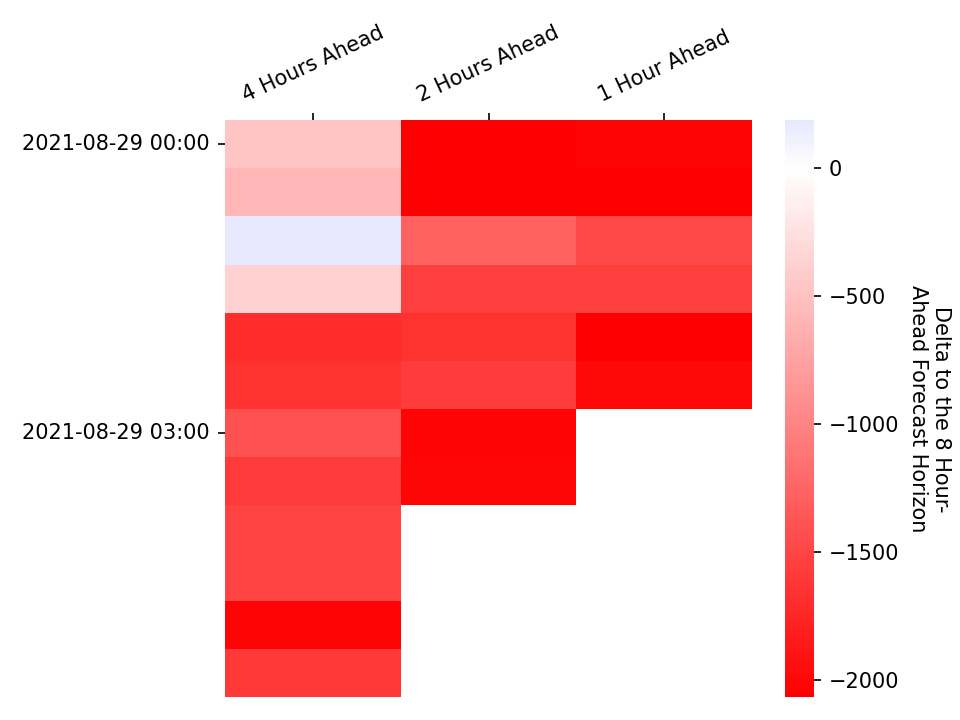 4 Hours Ahead
2 Hours Ahead
1 Hour Ahead
2021-08-29 00:00
2021-08-29 03:00
0
−500
−1000
−1500
−2000
Delta to the 8 Hour-
Ahead Forecast Horizon